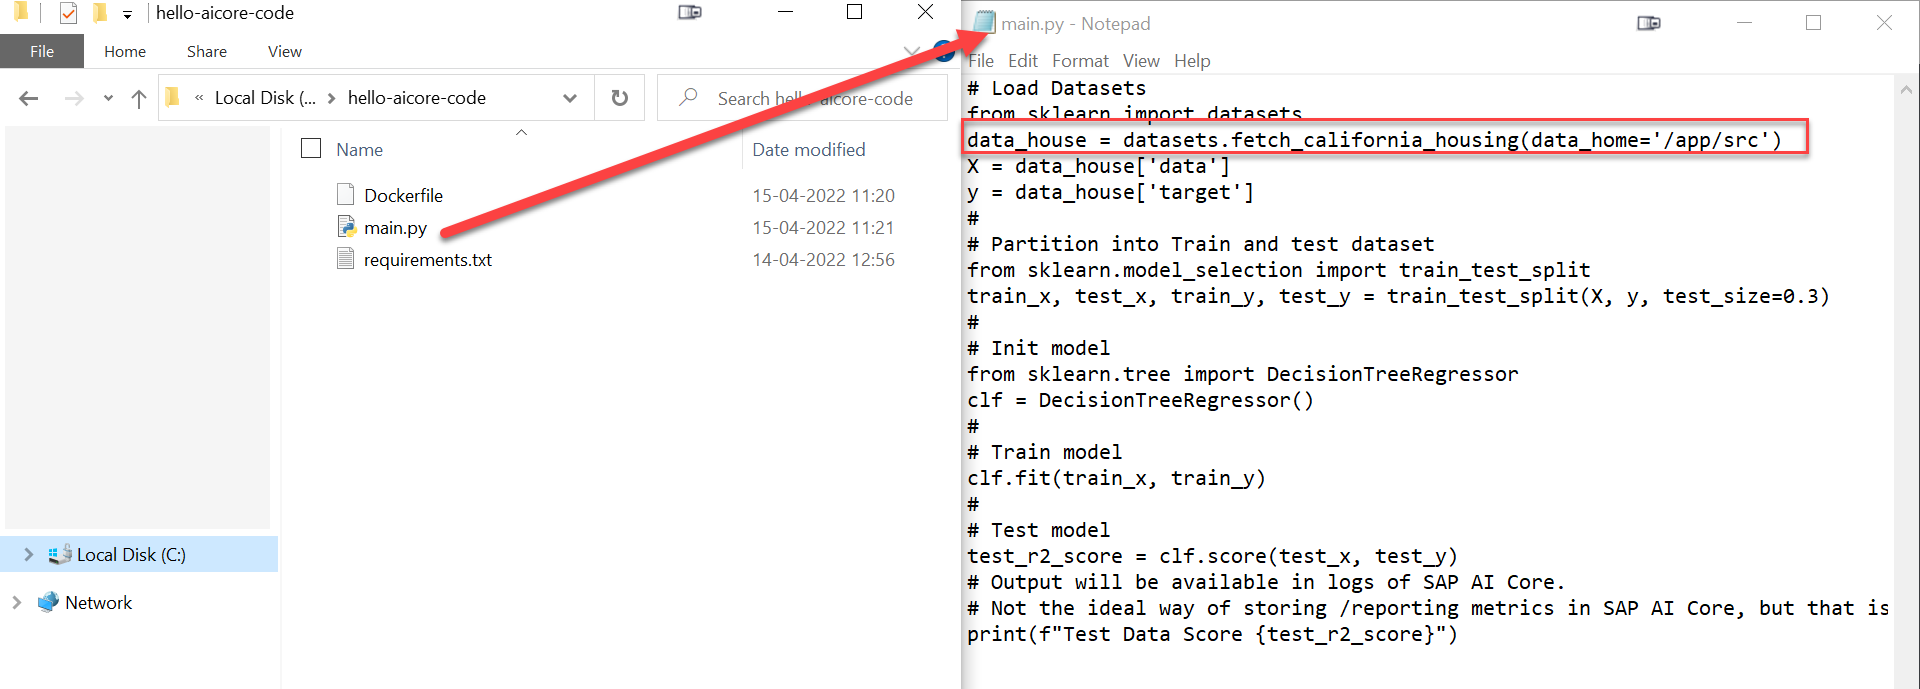 hello-aicore-code
File Home Share View
« Local Disk (... > hello-aicore-code
Search hello-aicore-code
Name Date modified
Dockerfile 15-04-2022 11:20
main.py 15-04-2022 11:21
requirements.txt 14-04-2022 12:56
Local Disk (C:)
Network
main.py - Notepad
File Edit Format View Help
# Load Datasets
from sklearn import datasets
data_house = datasets.fetch_california_housing(data_home='/app/src')
X = data_house['data']
y = data_house['target']
#
# Partition into Train and test dataset
from sklearn.model_selection import train_test_split
train_x, test_x, train_y, test_y = train_test_split(X, y, test_size=0.3)
#
# Init model
from sklearn.tree import DecisionTreeRegressor
clf = DecisionTreeRegressor()
#
# Train model
clf.fit(train_x, train_y)
#
# Test model
test_r2_score = clf.score(test_x, test_y)
# Output will be available in logs of SAP AI Core.
# Not the ideal way of storing /reporting metrics in SAP AI Core, but that is
print(f"Test Data Score {test_r2_score}")